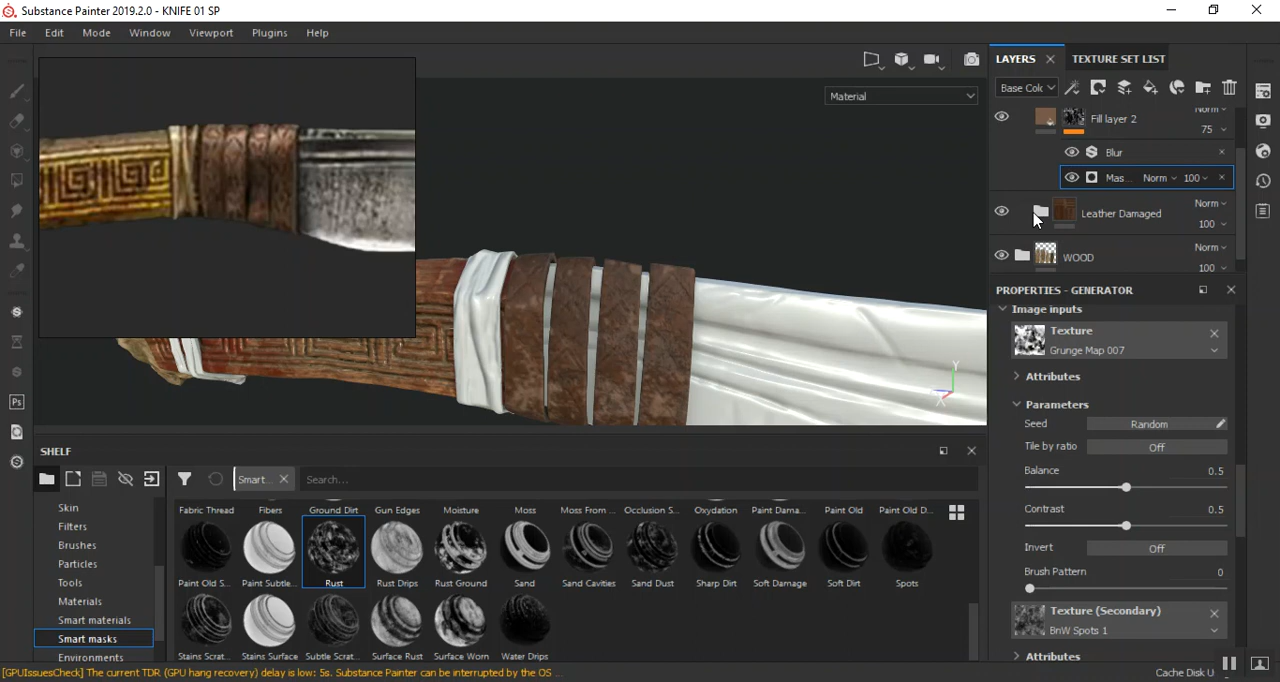 Substance Painter 2019.2.0 - KNIFE 01 SP
File Edit Mode Window Viewport Plugins Help
LAYERS TEXTURE SET LIST
Base Col
Material
Norm
Fill layer 2
75
Blur
Mas... Norm 100
Norm
Leather Damaged
100
Norm
WOOD
100
PROPERTIES - GENERATOR
Image inputs
Texture
Grunge Map 007
Attributes
Parameters
Seed Random
Tile by ratio Off
Balance 0.5
Contrast 0.5
Invert Off
Brush Pattern 0
Texture (Secondary)
BnW Spots 1
Attributes
Y
X
Ps
SHELF
Smart... Search...
Skin
Filters
Brushes
Particles
Tools
Materials
Smart materials
Smart masks
Environments
Fabric Thread Fibers Ground Dirt Gun Edges Moisture Moss Moss From ... Occlusion S... Oxydation Paint Dama... Paint Old Paint Old D...
Paint Old S... Paint Subtle... Rust Rust Drips Rust Ground Sand Sand Cavities Sand Dust Sharp Dirt Soft Damage Soft Dirt Spots
Stains Scrat... Stains Surface Subtle Scrat... Surface Rust Surface Worn Water Drips
[GPUIssuesCheck] The current TDR (GPU hang recovery) delay is low: 5s. Substance Painter can be interrupted by the OS ...
Cache Disk U